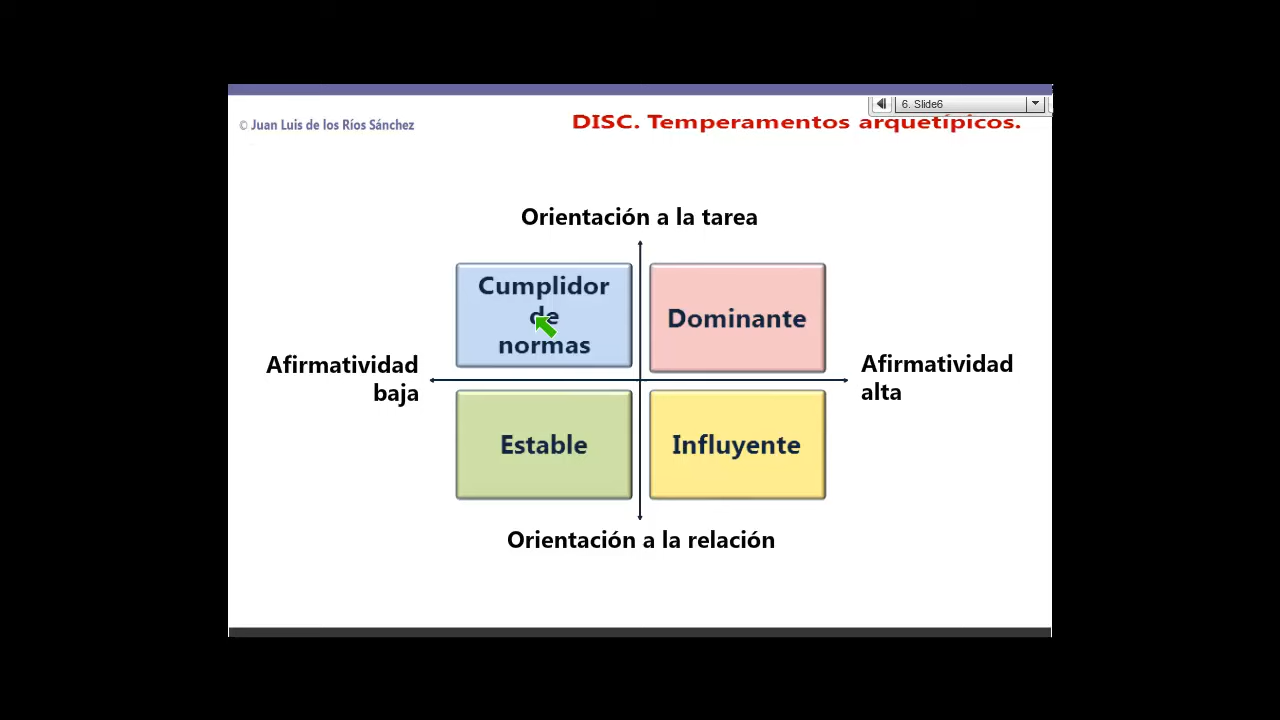 6. Slide6
© Juan Luis de los Ríos Sánchez
DISC. Temperamentos arquetípicos.
Orientación a la tarea
Cumplidor
de
normas
Dominante
Afirmatividad
baja
Afirmatividad
alta
Estable
Influyente
Orientación a la relación